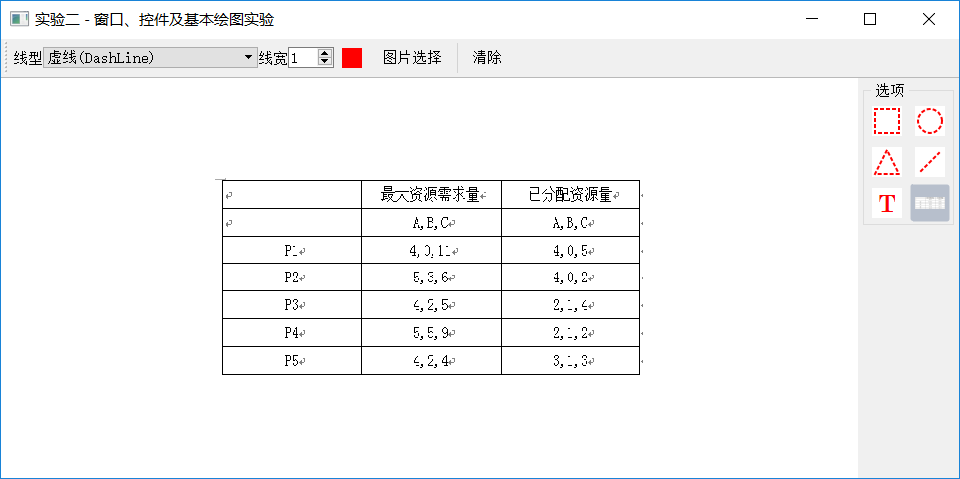 实验二 - 窗口、控件及基本绘图实验
线型 虚线(DashLine) 线宽 1 图片选择 清除
选项
T
最大资源需求量 已分配资源量
A,B,C A,B,C
P1 4,0,11 4,0,5
P2 5,3,6 4,0,2
P3 4,2,5 2,1,4
P4 5,5,9 2,1,2
P5 4,2,4 3,1,3